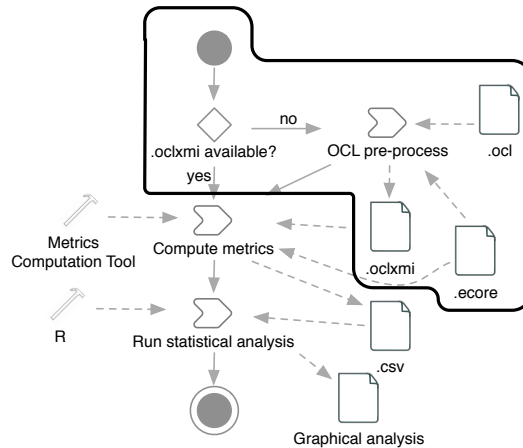 no
.oclxmi available?
OCL pre-process
.ocl
yes
Metrics
Computation Tool
Compute metrics
.oclxmi
.ecore
R
Run statistical analysis
.csv
Graphical analysis